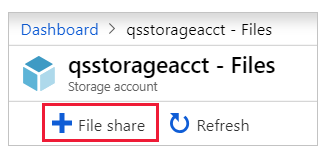 Dashboard > qsstorageacct - Files
qsstorageacct - Files
Storage account
+ File share Refresh